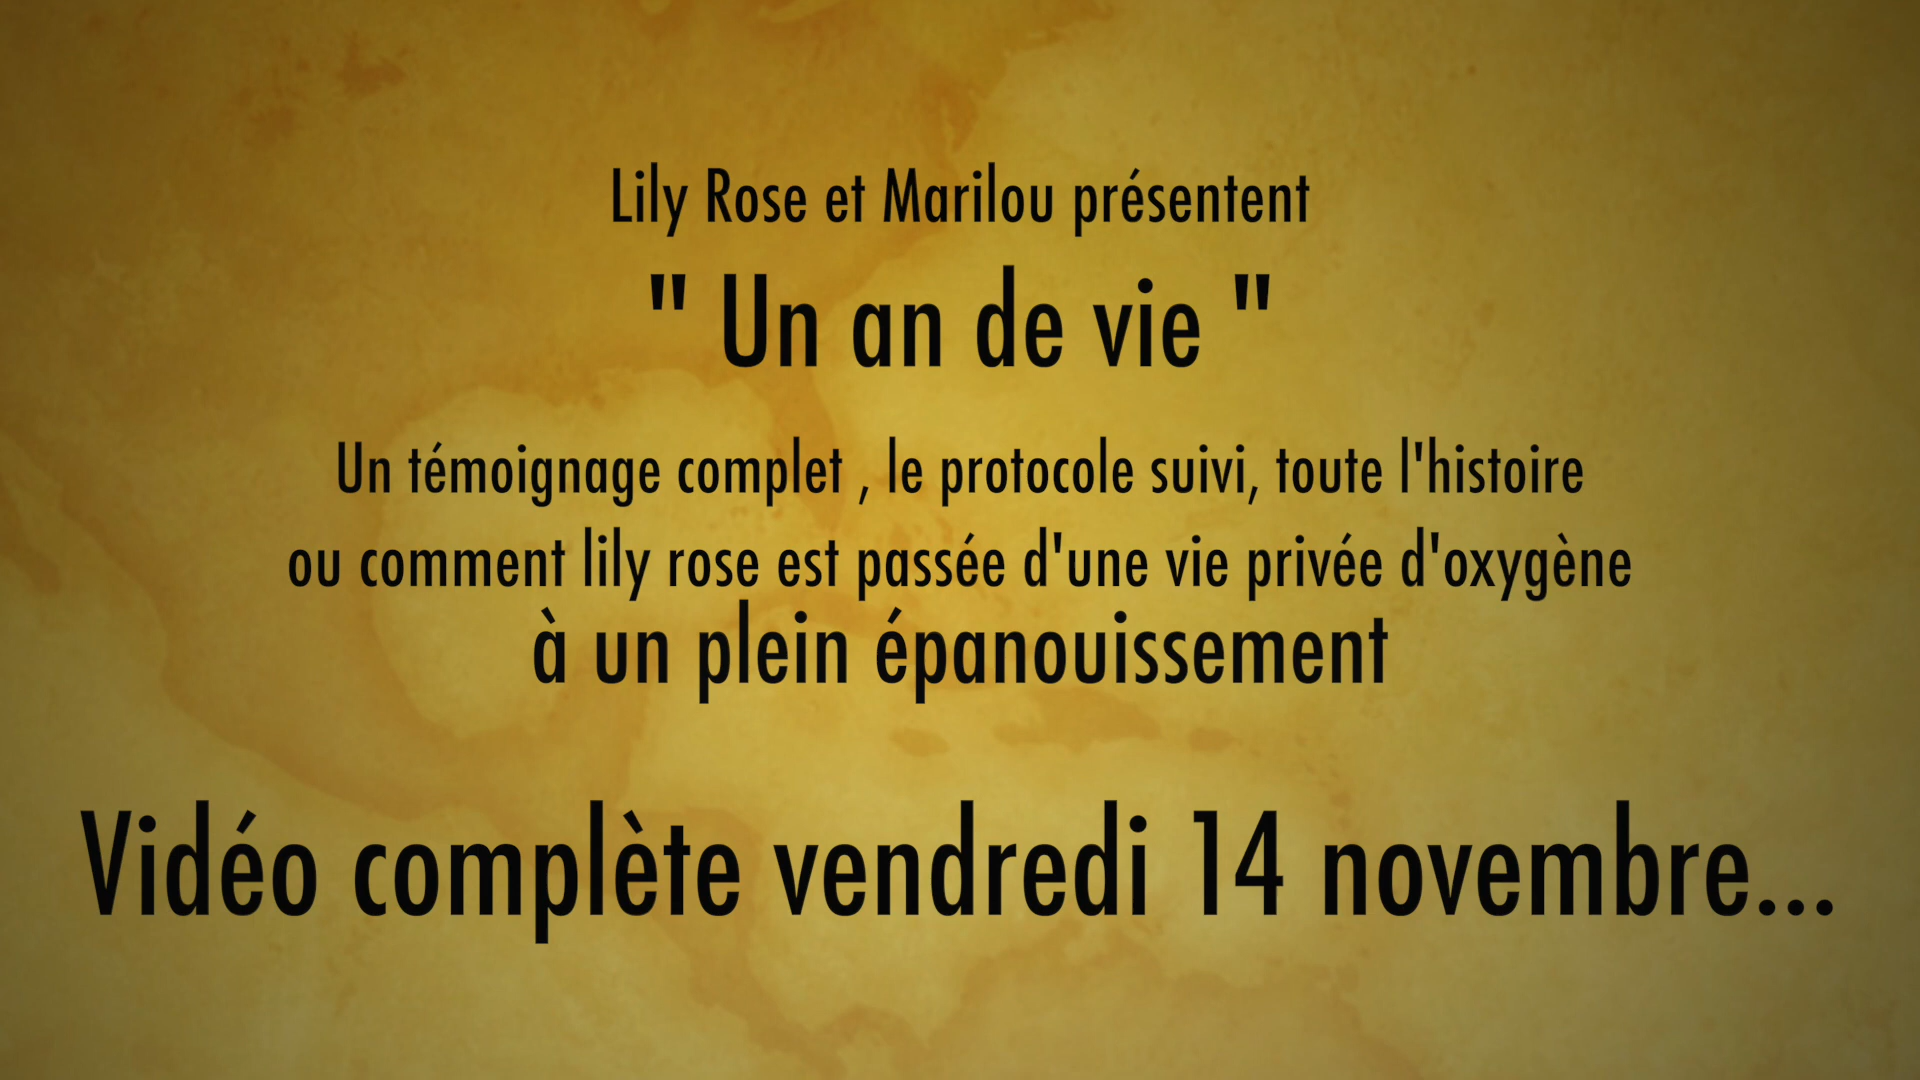 Lily Rose et Marilou présentent
" Un an de vie "
Un témoignage complet , le protocole suivi, toute l'histoire
ou comment lily rose est passée d'une vie privée d'oxygène
à un plein épanouissement
Vidéo complète vendredi 14 novembre...